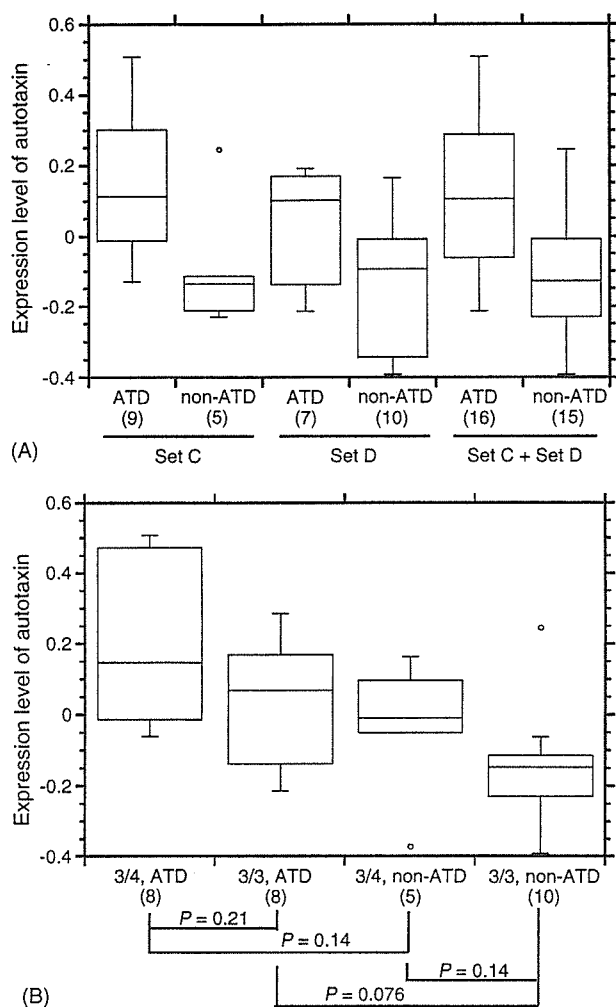 0.6
0.4
0.2
0
-0.2
-0.4
Expression level of autotaxin
ATD non-ATD ATD non-ATD ATD non-ATD
(9) (5) (7) (10) (16) (15)
(A) Set C Set D Set C + Set D
0.6
0.4
0.2
0
-0.2
-0.4
Expression level of autotaxin
3/4, ATD 3/3, ATD 3/4, non-ATD 3/3, non-ATD
(8) (8) (5) (10)
P = 0.21
P = 0.14
P = 0.14
P = 0.076
(B)